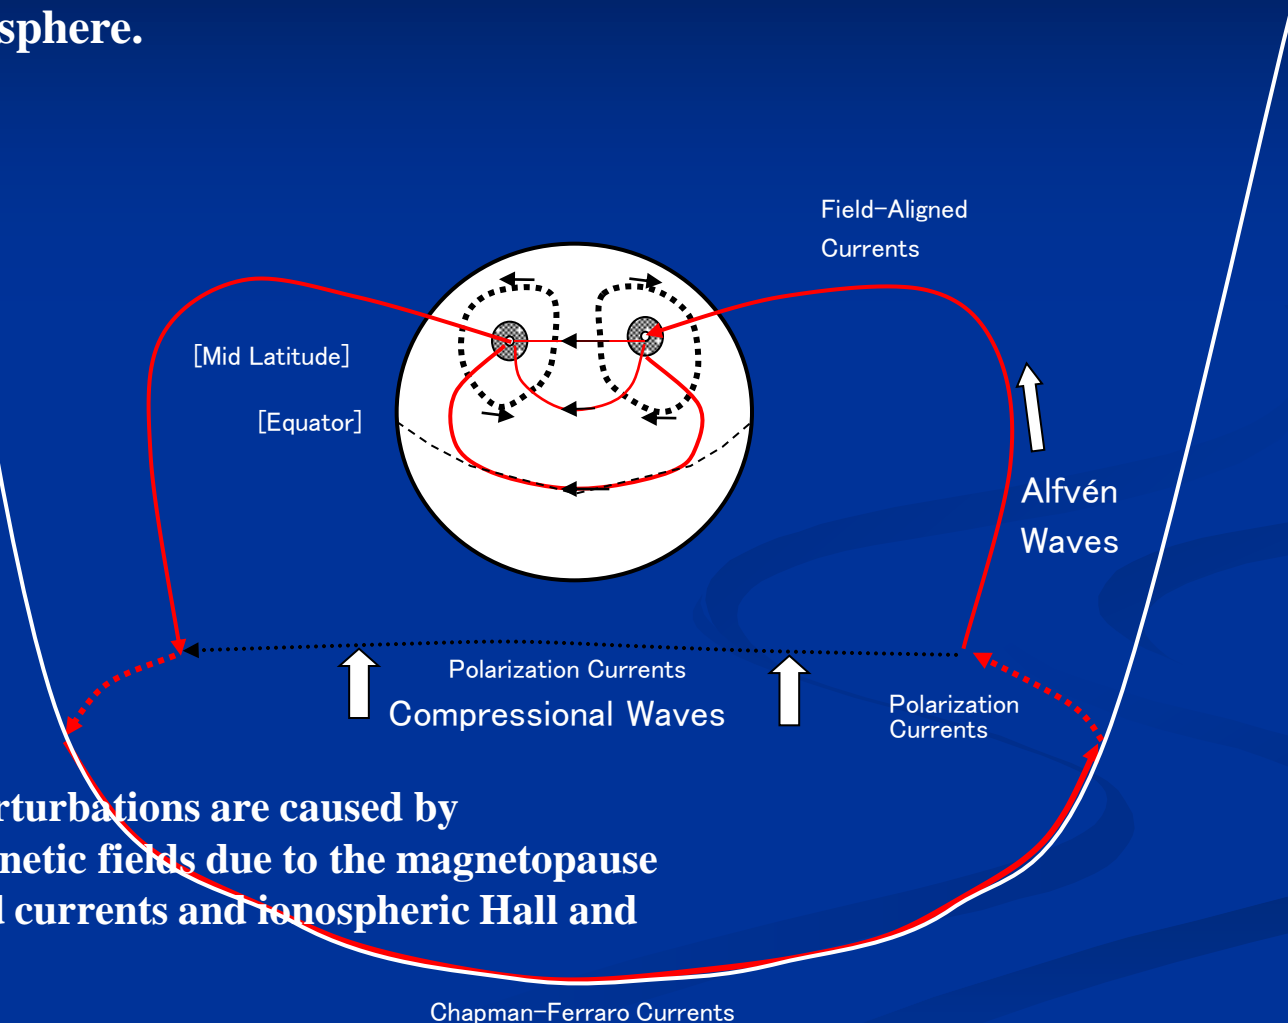 sphere.
Field-Aligned
Currents
[Mid Latitude]
[Equator]
Alfvén
Waves
Polarization Currents
Compressional Waves
Polarization
Currents
rturbations are caused by
netic fields due to the magnetopause
currents and ionospheric Hall and
Chapman-Ferraro Currents